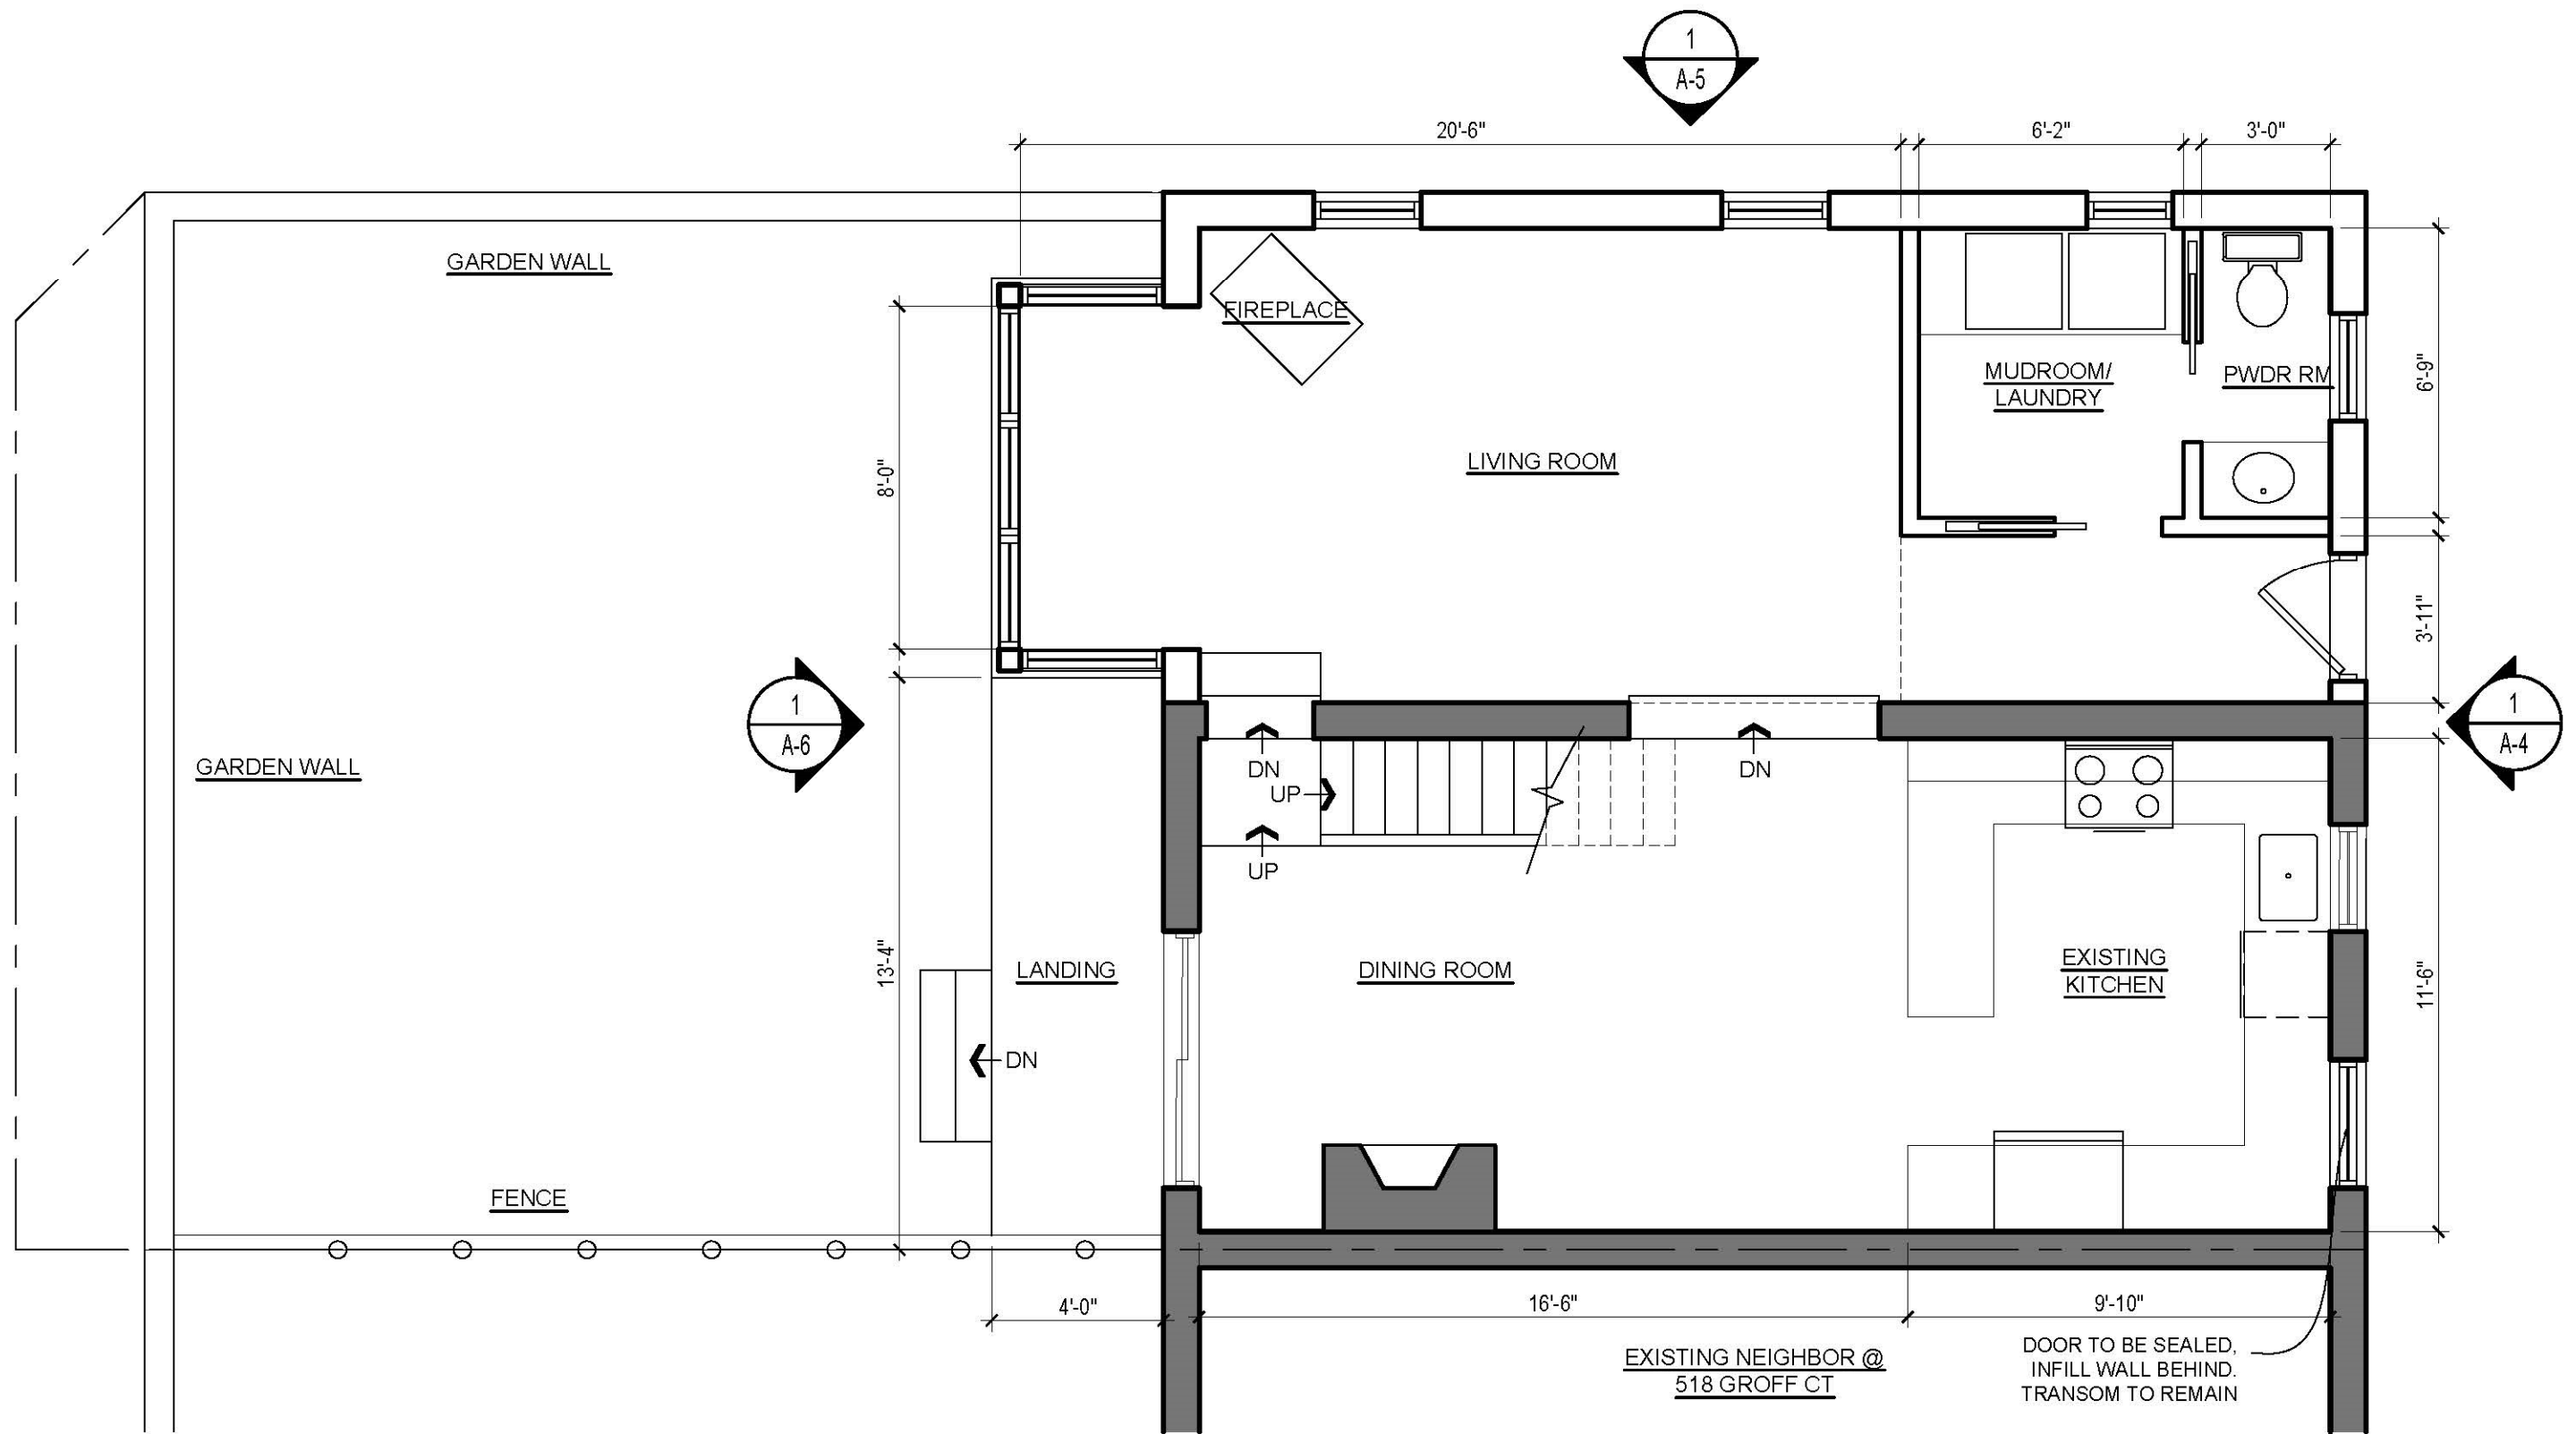 1
A-5
20'-6"
6'-2"
3'-0"
GARDEN WALL
FIREPLACE
MUDROOM/
LAUNDRY
PWDR RM
6'-9"
LIVING ROOM
8'-0"
3'-11"
1
A-6
1
A-4
GARDEN WALL
DN
UP
UP
DN
13'-4"
LANDING
DINING ROOM
EXISTING
KITCHEN
11'-6"
DN
FENCE
4'-0"
16'-6"
9'-10"
EXISTING NEIGHBOR @
518 GROFF CT
DOOR TO BE SEALED,
INFILL WALL BEHIND.
TRANSOM TO REMAIN